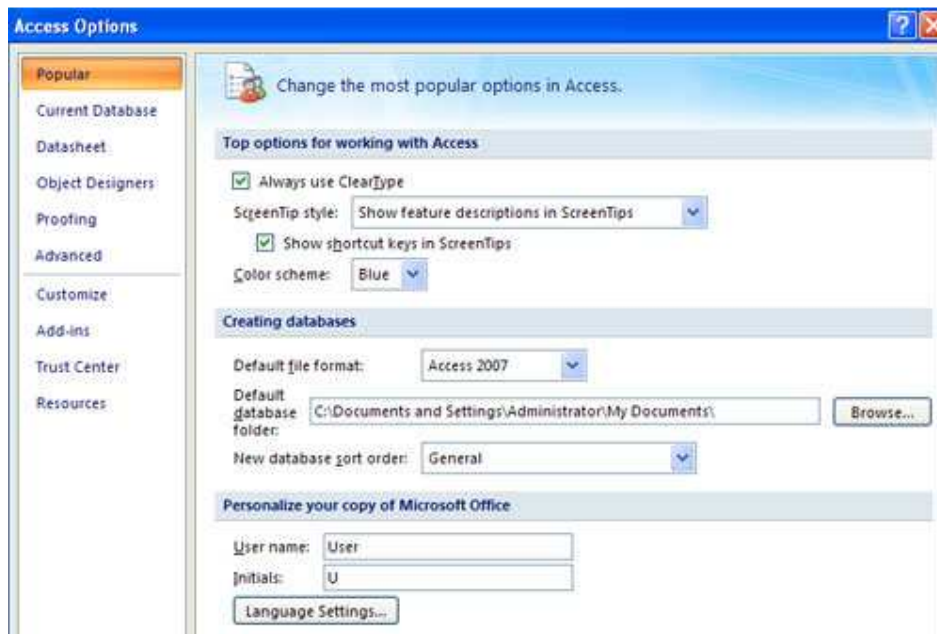 Access Options
Popular
Current Database
Datasheet
Object Designers
Proofing
Advanced
Customize
Add-ins
Trust Center
Resources
Change the most popular options in Access.
Top options for working with Access
Always use ClearType
ScreenTip style: Show feature descriptions in ScreenTips
Show shortcut keys in ScreenTips
Color scheme: Blue
Creating databases
Default file format: Access 2007
Default
database
folder:
C:\Documents and Settings\Administrator\My Documents\ Browse...
New database sort order: General
Personalize your copy of Microsoft Office
User name: User
Initials: U
Language Settings...